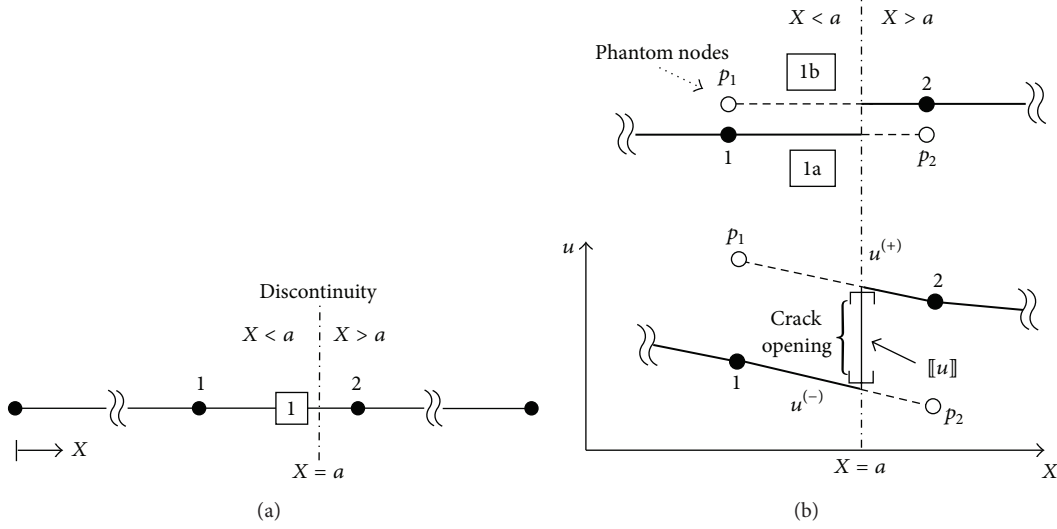 Discontinuity
X < a
X > a
1
1
2
X
X = a
(a)
X < a
X > a
Phantom nodes
p1
1b
2
1
1a
p2
u
p1
u(+)
2
Crack
opening
1
⟦u⟧
u(−)
p2
X = a
X
(b)